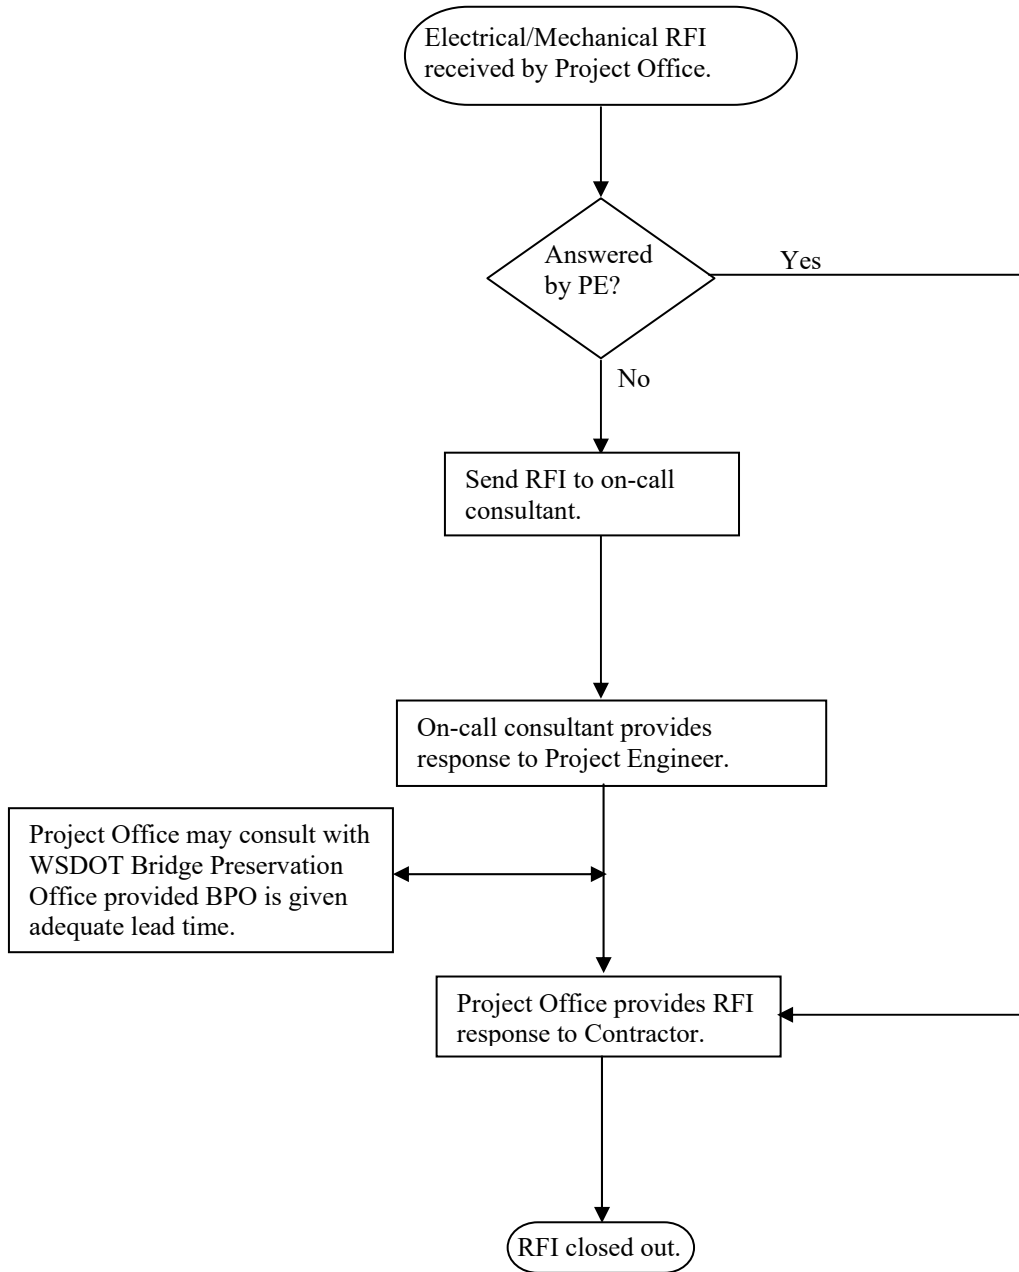 Electrical/Mechanical RFI
received by Project Office.
Answered
by PE?
Yes
No
Send RFI to on-call
consultant.
On-call consultant provides
response to Project Engineer.
Project Office may consult with
WSDOT Bridge Preservation
Office provided BPO is given
adequate lead time.
Project Office provides RFI
response to Contractor.
RFI closed out.